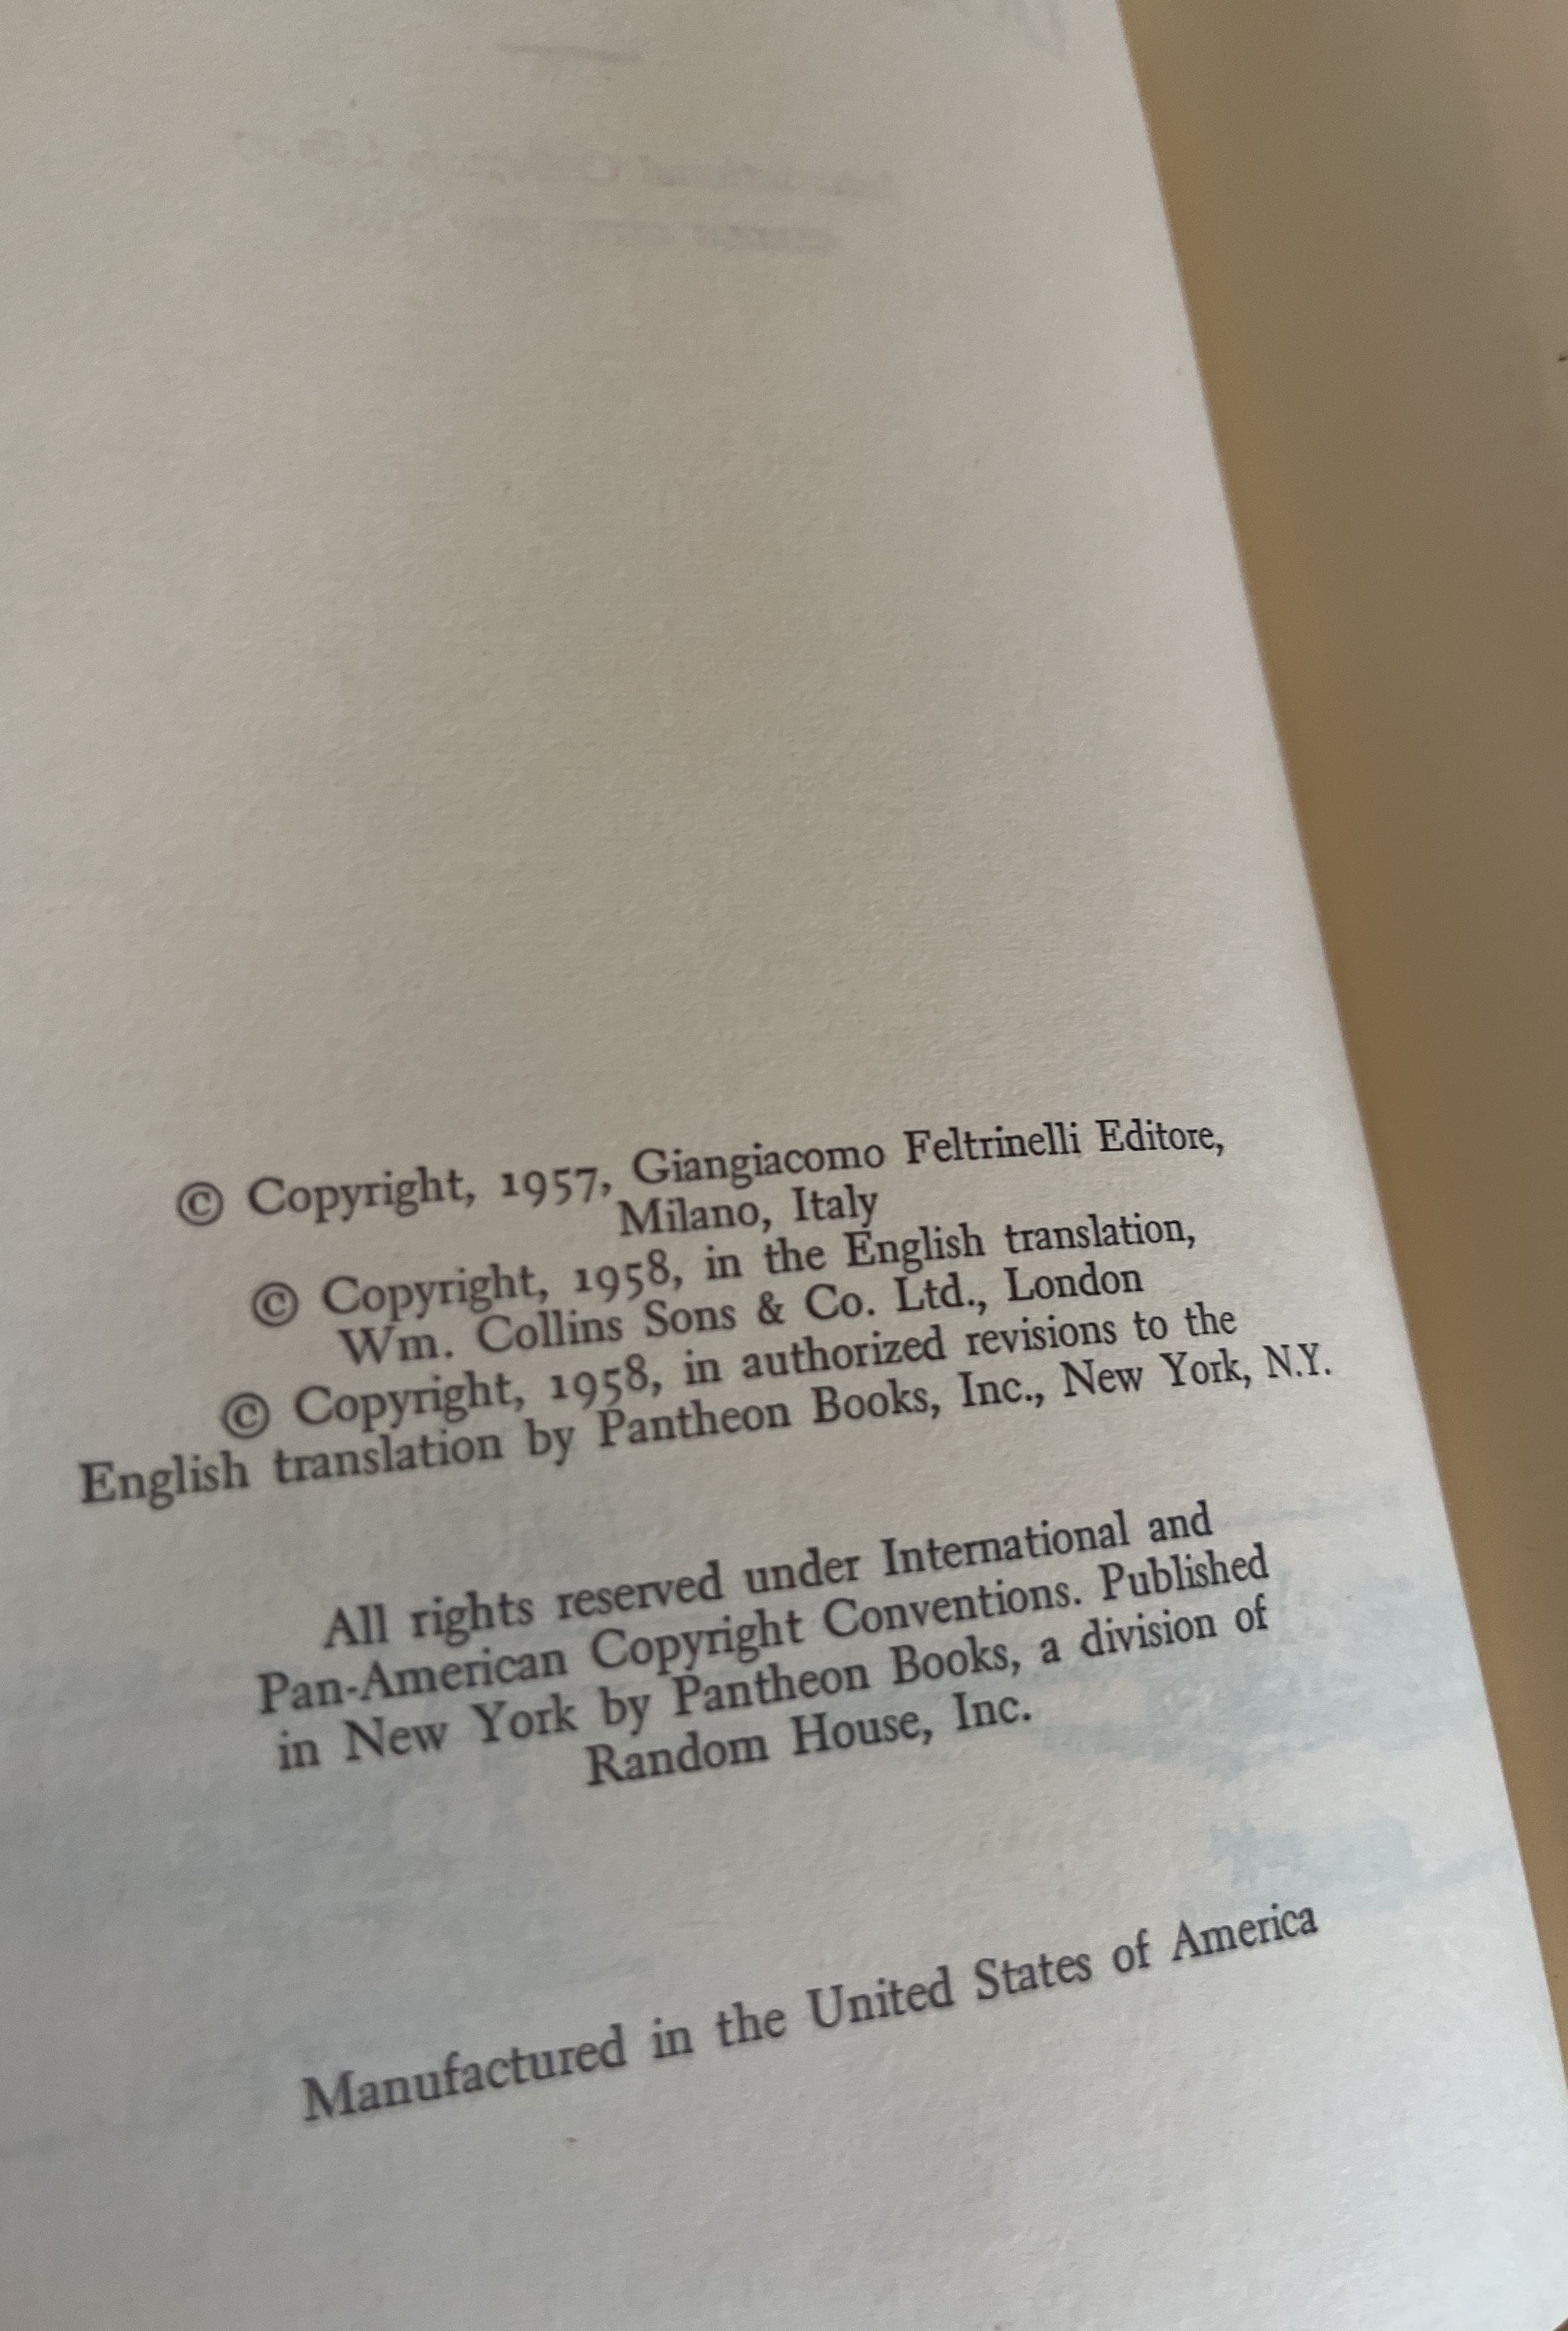 © Copyright, 1957, Giangiacomo Feltrinelli Editore,
Milano, Italy
© Copyright, 1958, in the English translation,
Wm. Collins Sons & Co. Ltd., London
© Copyright, 1958, in authorized revisions to the
English translation by Pantheon Books, Inc., New York, N.Y.
All rights reserved under International and
Pan-American Copyright Conventions. Published
in New York by Pantheon Books, a division of
Random House, Inc.
Manufactured in the United States of America